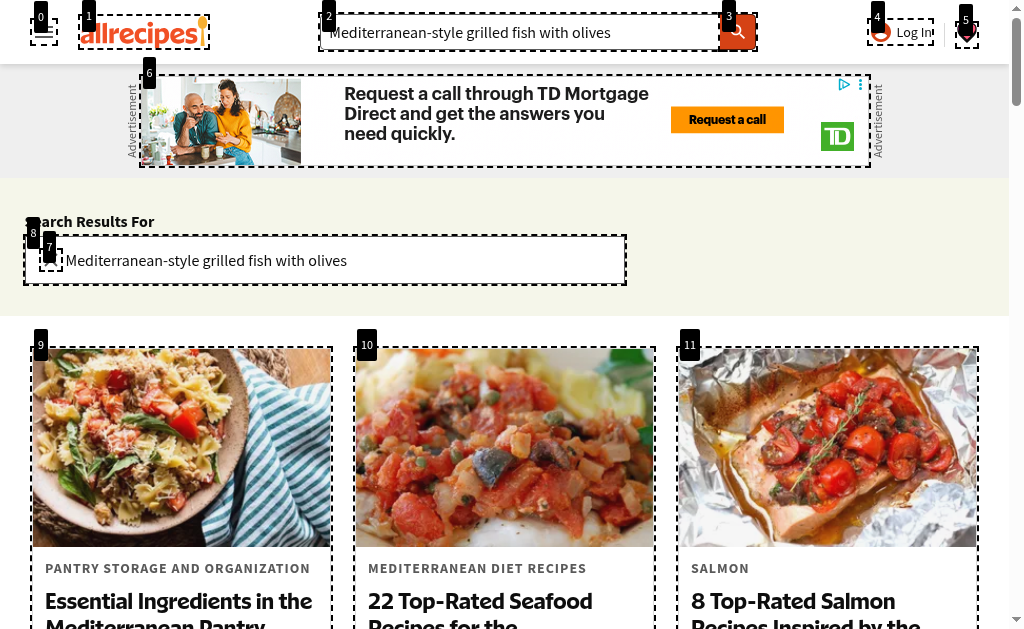 allrecipes
Mediterranean-style grilled fish with olives
Log In
Advertisement
Request a call through TD Mortgage
Direct and get the answers you
need quickly.
Request a call
TD
Advertisement
Search Results For
Mediterranean-style grilled fish with olives
0
1
2
3
4
5
6
7
8
9
10
11
PANTRY STORAGE AND ORGANIZATION
Essential Ingredients in the
Mediterranean Pantry
MEDITERRANEAN DIET RECIPES
22 Top-Rated Seafood
Recipes for the
SALMON
8 Top-Rated Salmon
Recipes Inspired by the